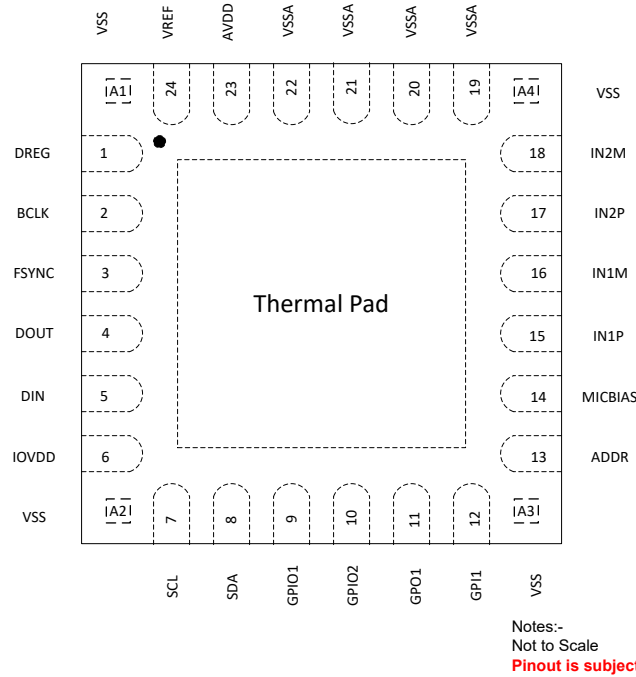 VSS VREF AVDD VSSA VSSA VSSA VSSA
A1 24 23 22 21 20 19 A4 VSS
DREG 1 18 IN2M
BCLK 2 17 IN2P
FSYNC 3 16 IN1M
Thermal Pad
DOUT 4 15 IN1P
DIN 5 14 MICBIAS
IOVDD 6 13 ADDR
VSS A2 7 8 9 10 11 12 A3
SCL SDA GPIO1 GPIO2 GPO1 GPI1 VSS
Notes:-
Not to Scale
Pinout is subject